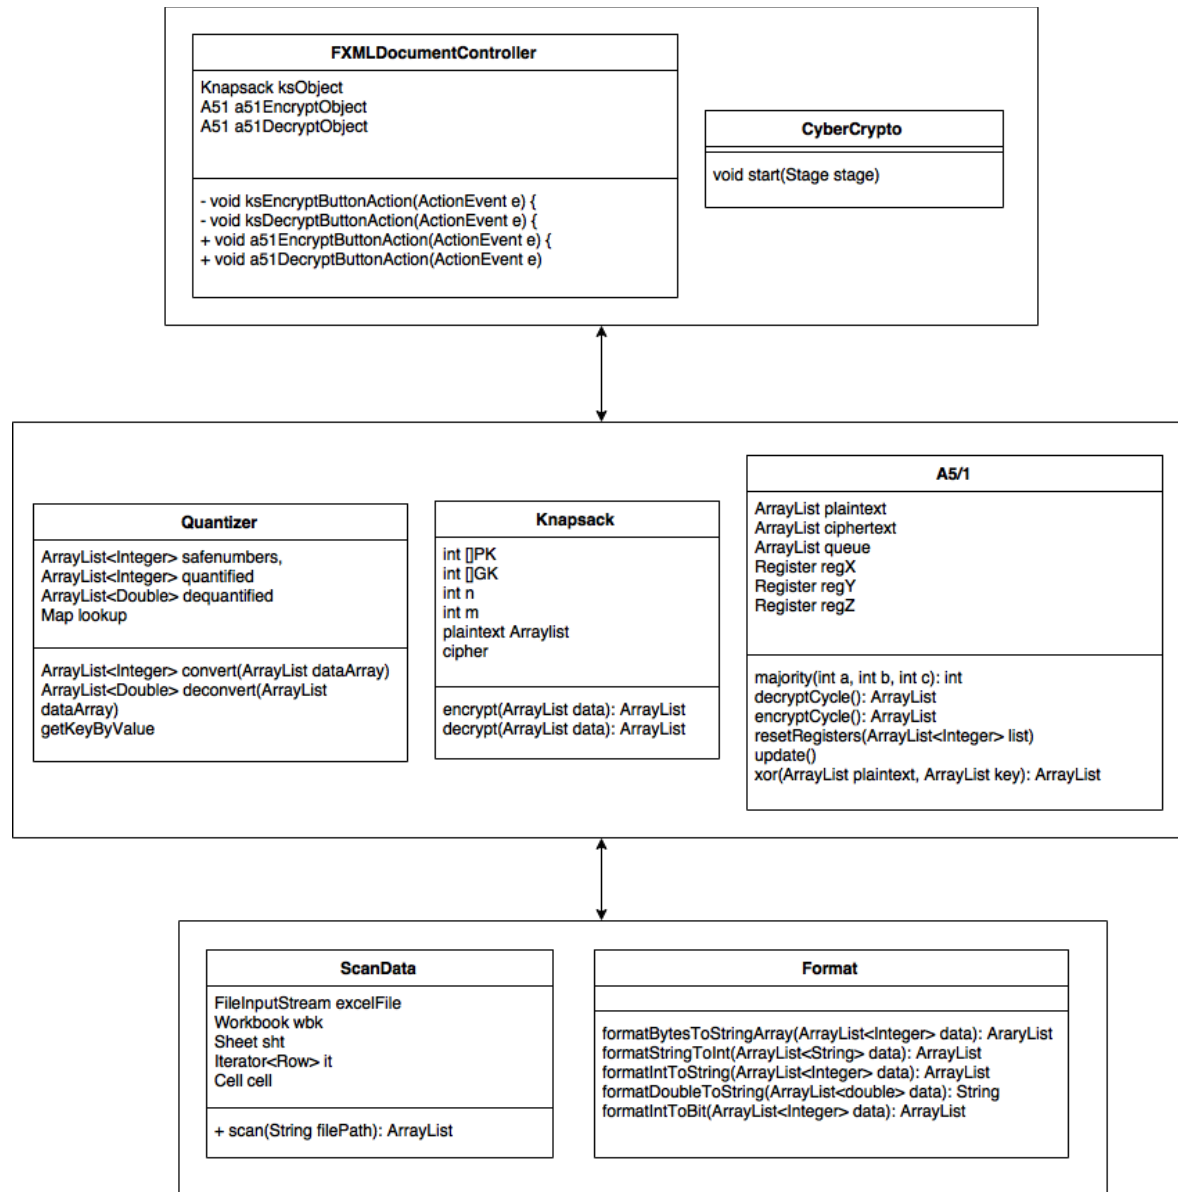 FXMLDocumentController
Knapsack ksObject
A51 a51EncryptObject
A51 a51DecryptObject
- void ksEncryptButtonAction(ActionEvent e) {
- void ksDecryptButtonAction(ActionEvent e) {
+ void a51EncryptButtonAction(ActionEvent e) {
+ void a51DecryptButtonAction(ActionEvent e)
CyberCrypto
void start(Stage stage)
Quantizer
ArrayList<Integer> safenumbers,
ArrayList<Integer> quantified
ArrayList<Double> dequantified
Map lookup
ArrayList<Integer> convert(ArrayList dataArray)
ArrayList<Double> deconvert(ArrayList
dataArray)
getKeyByValue
Knapsack
int []PK
int []GK
int n
int m
plaintext Arraylist
cipher
encrypt(ArrayList data): ArrayList
decrypt(ArrayList data): ArrayList
A5/1
ArrayList plaintext
ArrayList ciphertext
ArrayList queue
Register regX
Register regY
Register regZ
majority(int a, int b, int c): int
decryptCycle(): ArrayList
encryptCycle(): ArrayList
resetRegisters(ArrayList<Integer> list)
update()
xor(ArrayList plaintext, ArrayList key): ArrayList
ScanData
FileInputStream excelFile
Workbook wbk
Sheet sht
Iterator<Row> it
Cell cell
+ scan(String filePath): ArrayList
Format
formatBytesToStringArray(ArrayList<Integer> data): AraryList
formatStringToInt(ArrayList<String> data): ArrayList
formatIntToString(ArrayList<Integer> data): ArrayList
formatDoubleToString(ArrayList<double> data): String
formatIntToBit(ArrayList<Integer> data): ArrayList